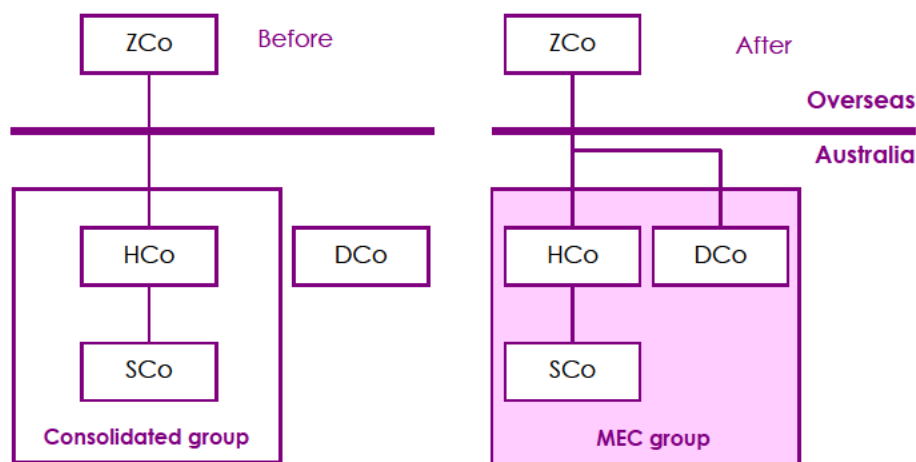 ZCo
Before
HCo
DCo
SCo
Consolidated group
ZCo
After
Overseas
Australia
HCo
DCo
SCo
MEC group